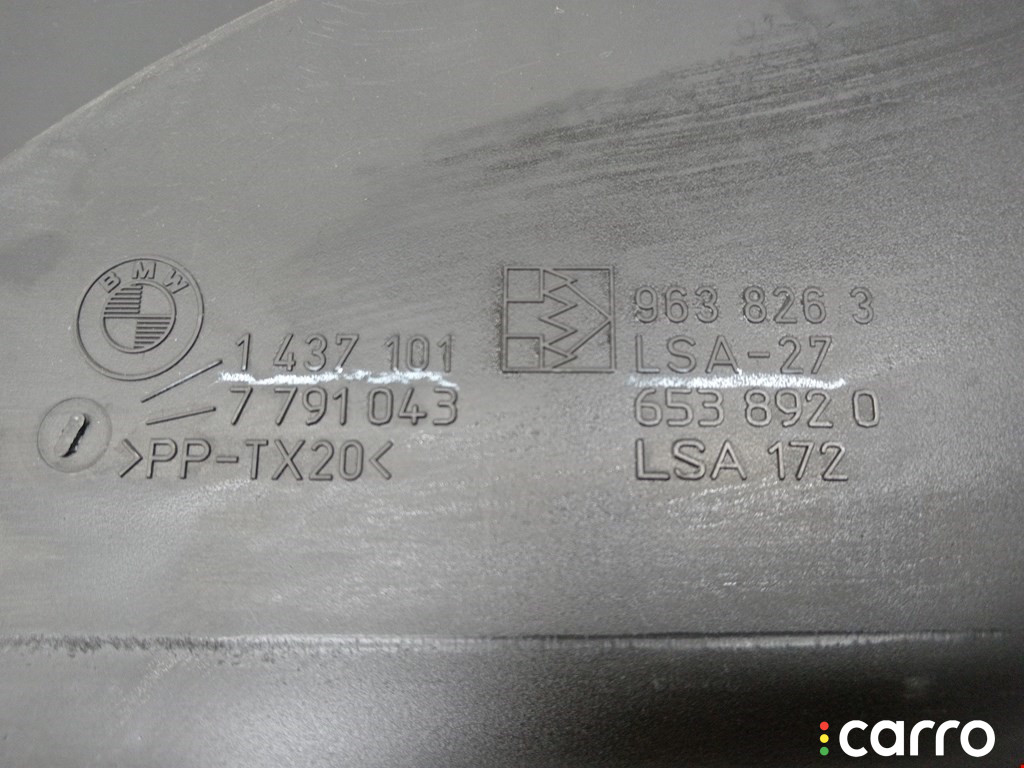 BMW
1 437 101
7 791 043
>PP-TX20<
963 826 3
LSA-27
653 892 0
LSA 172
carro